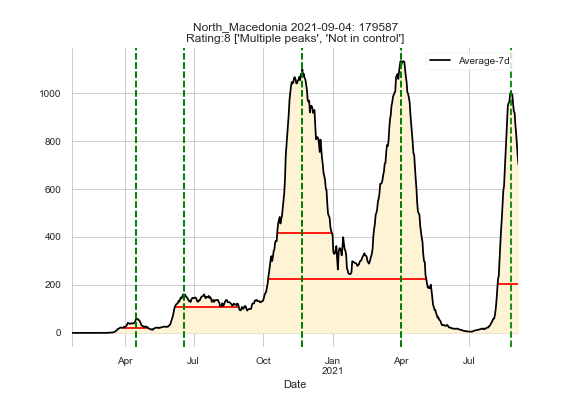 North_Macedonia 2021-09-04: 179587
Rating:8 ['Multiple peaks', 'Not in control']
Average-7d
1000
800
600
400
200
0
Apr Jul Oct Jan Apr Jul
2021
Date